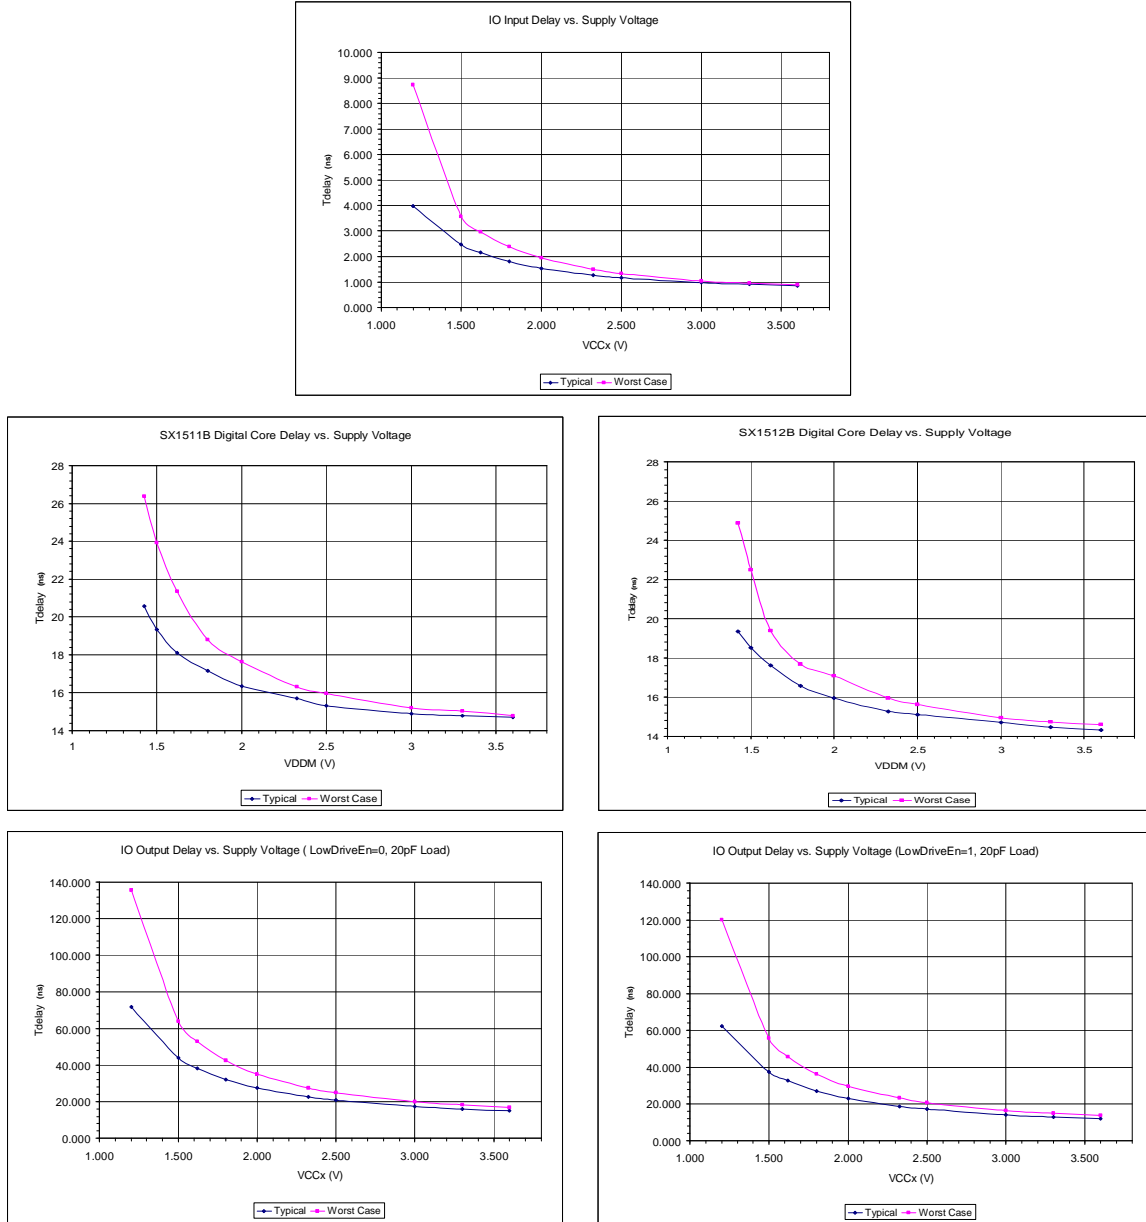 IO Input Delay vs. Supply Voltage
10.000
9.000
8.000
7.000
6.000
5.000
4.000
3.000
2.000
1.000
0.000
Tdelay (ns)
1.000 1.500 2.000 2.500 3.000 3.500
VCCx (V)
Typical Worst Case
SX1511B Digital Core Delay vs. Supply Voltage
28
26
24
22
20
18
16
14
Tdelay (ns)
1 1.5 2 2.5 3 3.5
VDDM (V)
Typical Worst Case
SX1512B Digital Core Delay vs. Supply Voltage
28
26
24
22
20
18
16
14
Tdelay (ns)
1 1.5 2 2.5 3 3.5
VDDM (V)
Typical Worst Case
IO Output Delay vs. Supply Voltage ( LowDriveEn=0, 20pF Load)
140.000
120.000
100.000
80.000
60.000
40.000
20.000
0.000
Tdelay (ns)
1.000 1.500 2.000 2.500 3.000 3.500
VCCx (V)
Typical Worst Case
IO Output Delay vs. Supply Voltage (LowDriveEn=1, 20pF Load)
140.000
120.000
100.000
80.000
60.000
40.000
20.000
0.000
Tdelay (ns)
1.000 1.500 2.000 2.500 3.000 3.500
VCCx (V)
Typical Worst Case